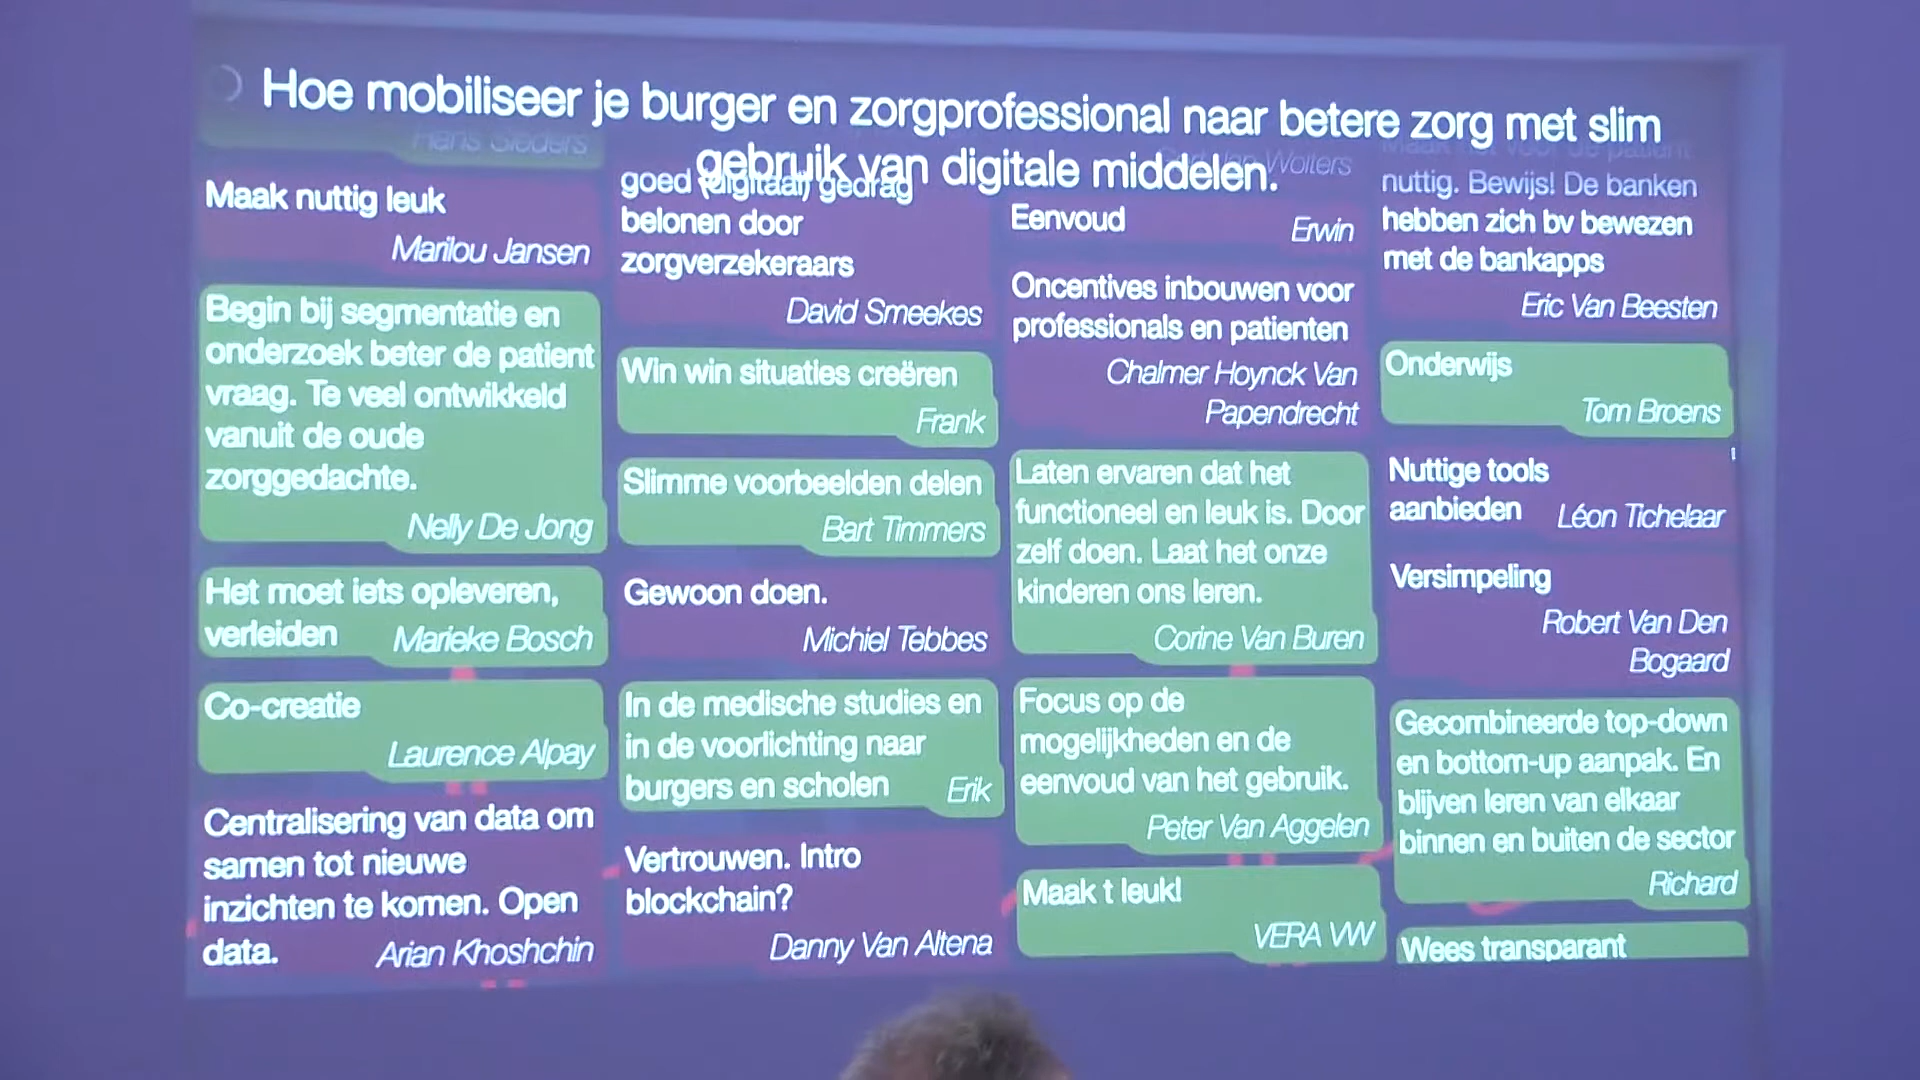 Hoe mobiliseer je burger en zorgprofessional naar betere zorg met slim
gebruik van digitale middelen.
Hans Sloders
Maak nuttig leuk
Marilou Jansen
Begin bij segmentatie en
onderzoek beter de patient
vraag. Te veel ontwikkeld
vanuit de oude
zorggedachte.
Nelly De Jong
Het moet iets opleveren,
verleiden
Marieke Bosch
Co-creatie
Laurence Alpay
Centralisering van data om
samen tot nieuwe
inzichten te komen. Open
data.
Arian Khoshchin
goed (digitaal) gedrag
belonen door
zorgverzekeraars
David Smeekes
Win win situaties creëren
Frank
Slimme voorbeelden delen
Bart Timmers
Gewoon doen.
Michiel Tebbes
In de medische studies en
in de voorlichting naar
burgers en scholen
Erik
Vertrouwen. Intro
blockchain?
Danny Van Altena
Wolters
Eenvoud
Erwin
Oncentives inbouwen voor
professionals en patienten
Chalmer Hoynck Van
Papendrecht
Laten ervaren dat het
functioneel en leuk is. Door
zelf doen. Laat het onze
kinderen ons leren.
Corine Van Buren
Focus op de
mogelijkheden en de
eenvoud van het gebruik.
Peter Van Aggelen
Maak t leuk!
VERA VW
Maak het voor de patient
nuttig. Bewijs! De banken
hebben zich bv bewezen
met de bankapps
Eric Van Beesten
Onderwijs
Tom Broens
Nuttige tools
aanbieden
Léon Tichelaar
Versimpeling
Robert Van Den
Bogaard
Gecombineerde top-down
en bottom-up aanpak. En
blijven leren van elkaar
binnen en buiten de sector
Richard
Wees transparant